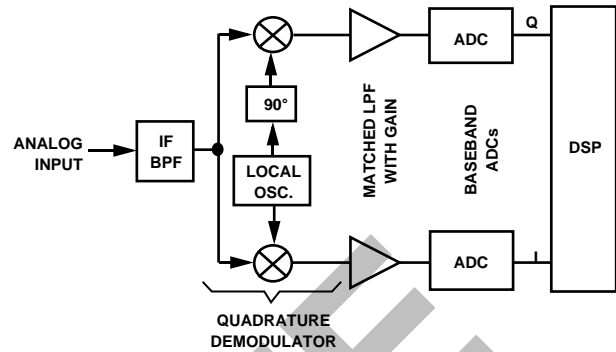 ADC
Q
90°
MATCHED LPF
WITH GAIN
BASEBAND
ADCs
DSP
ANALOG
INPUT
IF
BPF
LOCAL
OSC.
ADC
I
QUADRATURE
DEMODULATOR